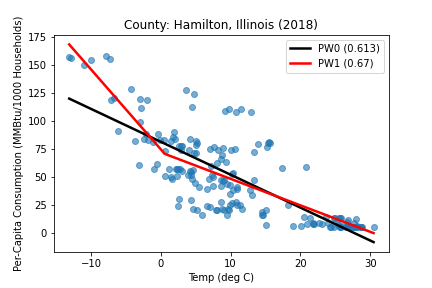 County: Hamilton, Illinois (2018)
PW0 (0.613)
PW1 (0.67)
Per-Capita Consumption (MMBtu/1000 Households)
175
150
125
100
75
50
25
0
−10
0
10
20
30
Temp (deg C)